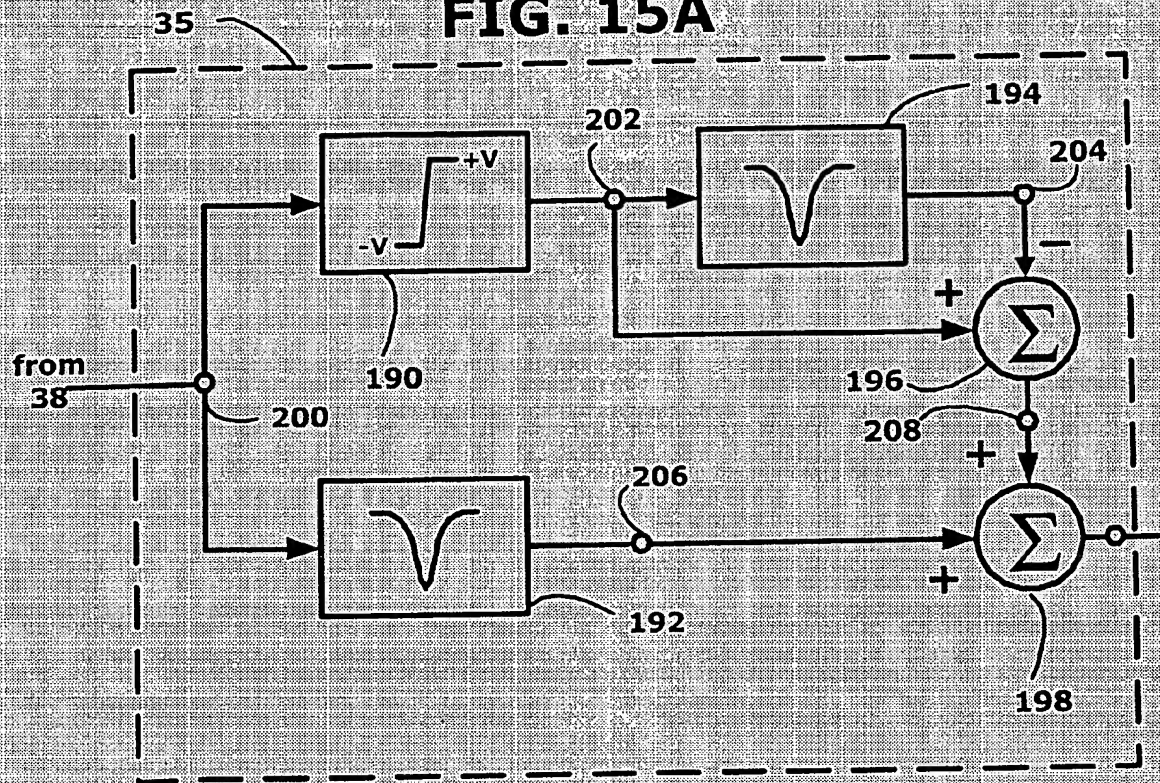 FIG. 15A
35
202
194
204
+V
-V
−
+
Σ
from
38
190
196
200
208
+
206
Σ
+
192
198